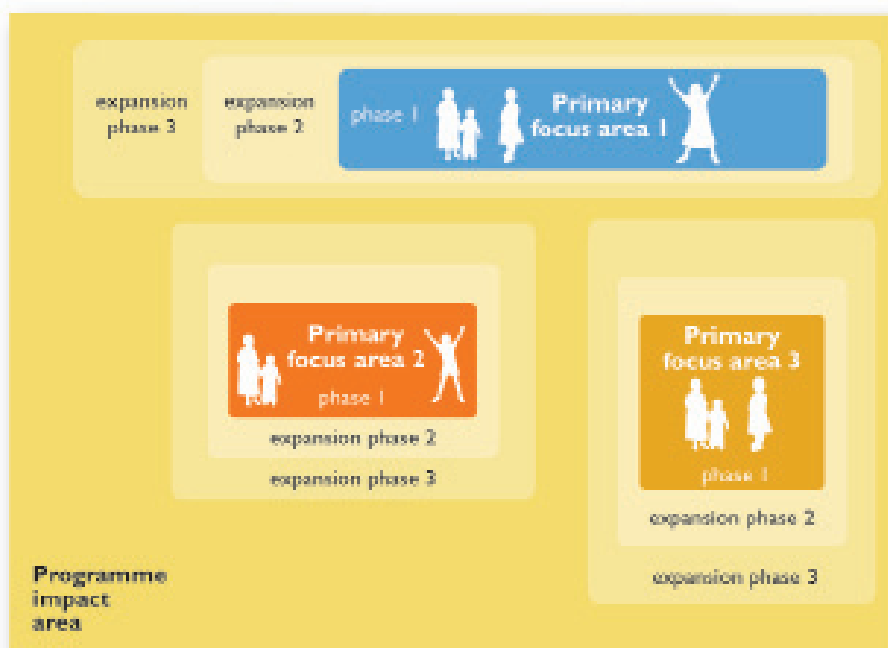 expansion
phase 3
expansion
phase 2
phase 1
Primary
focus area 1
Primary
focus area 2
phase 1
expansion phase 2
expansion phase 3
Primary
focus area 3
phase 1
expansion phase 2
expansion phase 3
Programme
impact
area